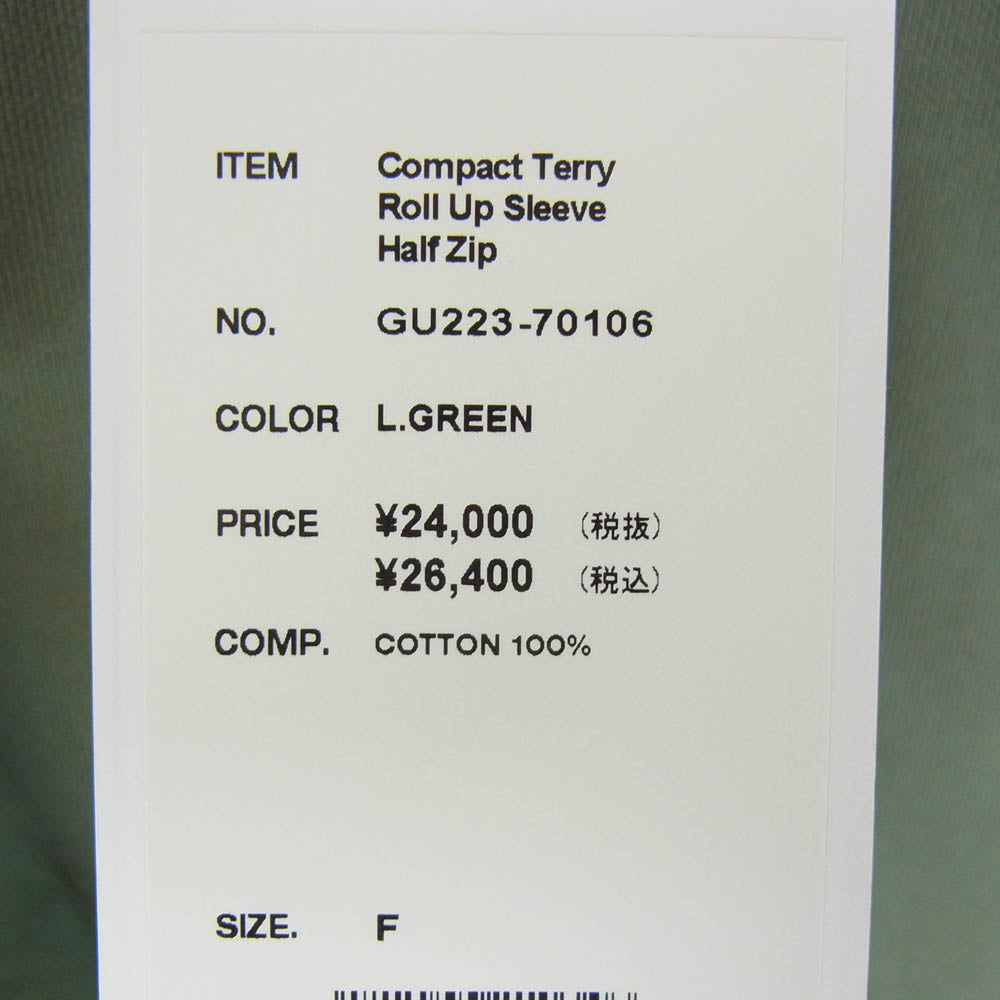 ITEM Compact Terry
Roll Up Sleeve
Half Zip
NO. GU223-70106
COLOR L.GREEN
PRICE ¥24,000 (税抜)
¥26,400 (税込)
COMP. COTTON 100%
SIZE. F